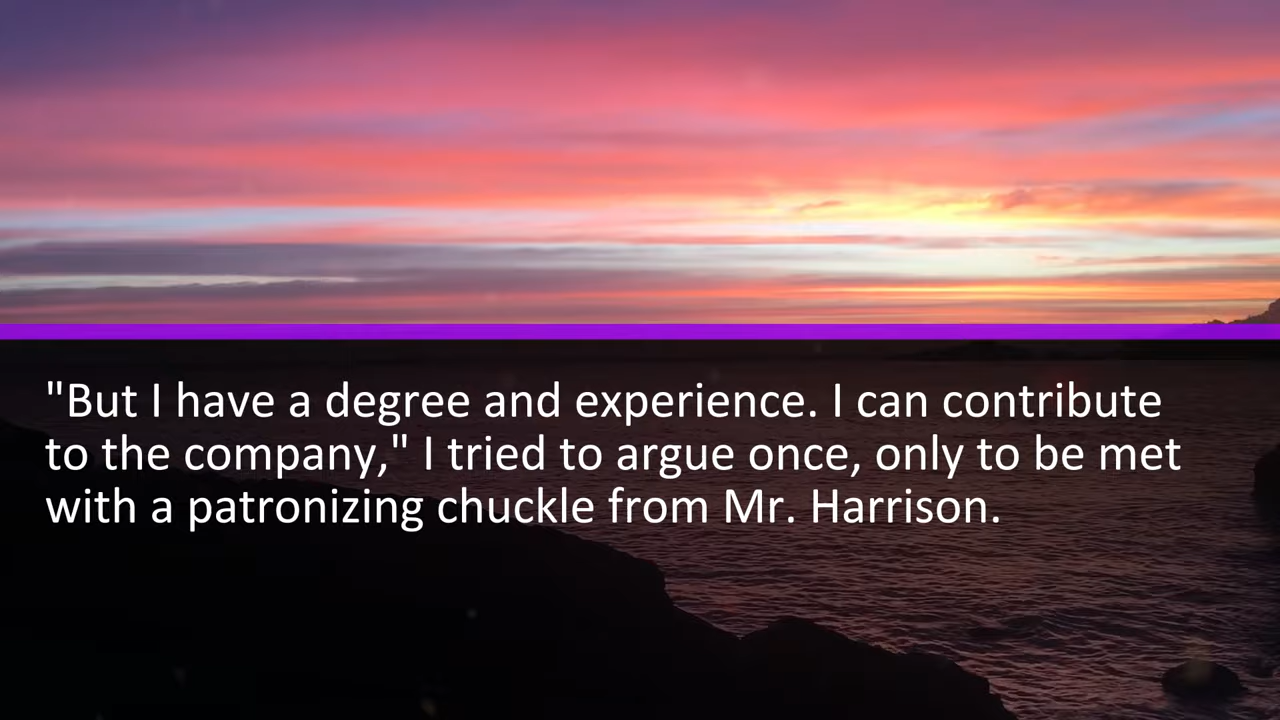 "But I have a degree and experience. I can contribute
to the company," I tried to argue once, only to be met
with a patronizing chuckle from Mr. Harrison.